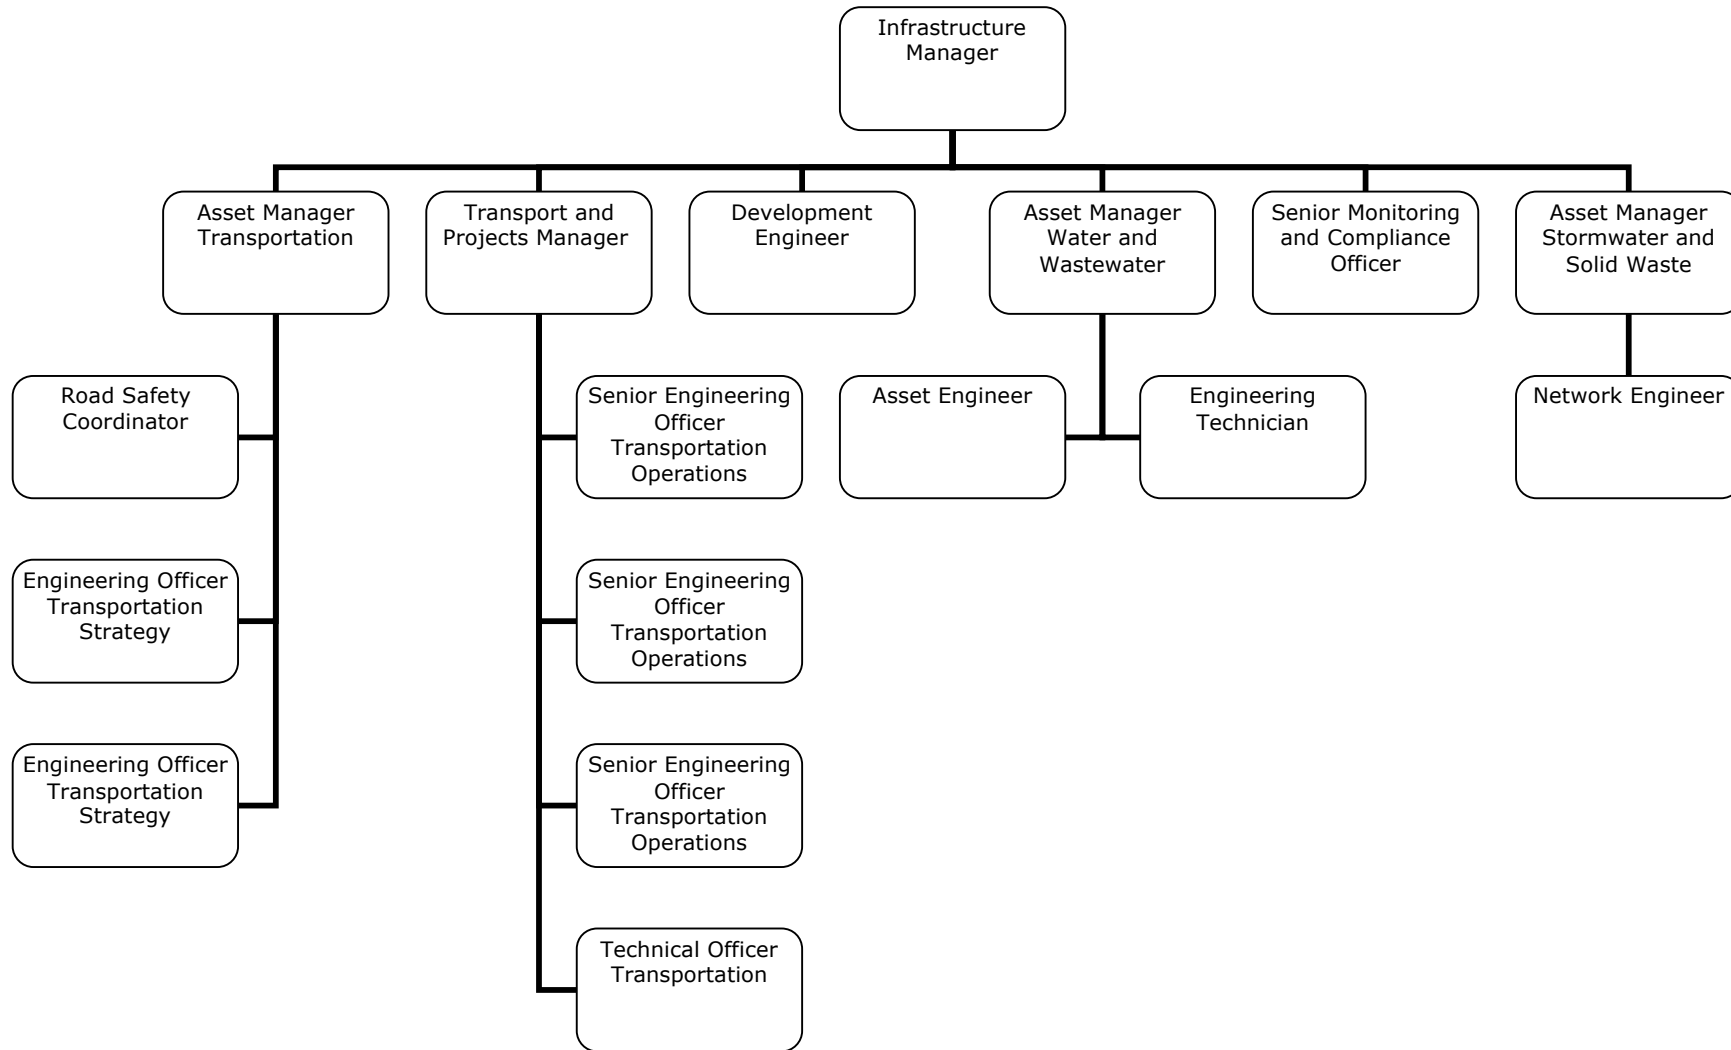 Infrastructure
Manager
Asset Manager
Transportation
Transport and
Projects Manager
Development
Engineer
Asset Manager
Water and
Wastewater
Senior Monitoring
and Compliance
Officer
Asset Manager
Stormwater and
Solid Waste
Road Safety
Coordinator
Senior Engineering
Officer
Transportation
Operations
Asset Engineer
Engineering
Technician
Network Engineer
Engineering Officer
Transportation
Strategy
Senior Engineering
Officer
Transportation
Operations
Engineering Officer
Transportation
Strategy
Senior Engineering
Officer
Transportation
Operations
Technical Officer
Transportation